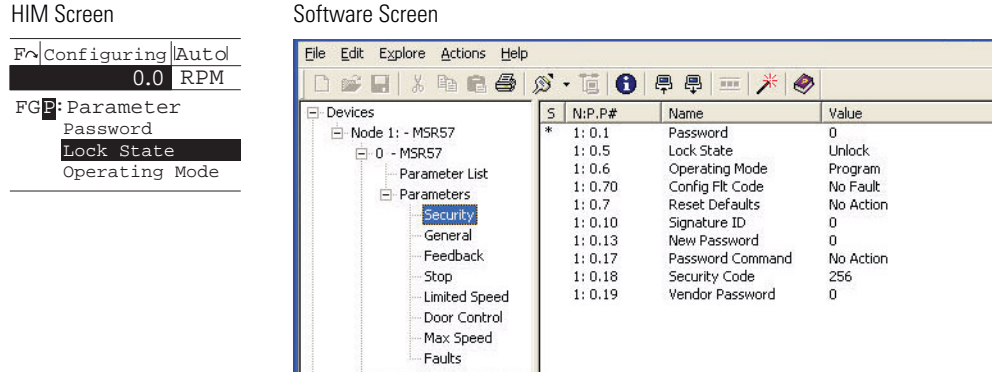 HIM Screen
Configuring Auto
0.0 RPM
FGP: Parameter
Password
Lock State
Operating Mode
Software Screen
File Edit Explore Actions Help
Devices
Node 1: - MSR57
0 - MSR57
Parameter List
Parameters
Security
General
Feedback
Stop
Limited Speed
Door Control
Max Speed
Faults
S N:P.P# Name Value
* 1: 0.1 Password 0
1: 0.5 Lock State Unlock
1: 0.6 Operating Mode Program
1: 0.70 Config Flt Code No Fault
1: 0.7 Reset Defaults No Action
1: 0.10 Signature ID 0
1: 0.13 New Password 0
1: 0.17 Password Command No Action
1: 0.18 Security Code 256
1: 0.19 Vendor Password 0